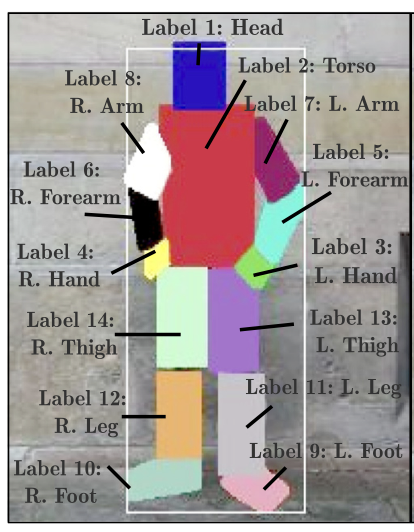 Label 1: Head
Label 2: Torso
Label 8:
R. Arm
Label 7: L. Arm
Label 5:
L. Forearm
Label 6:
R. Forearm
Label 4:
R. Hand
Label 3:
L. Hand
Label 14:
R. Thigh
Label 13:
L. Thigh
Label 12:
R. Leg
Label 11: L. Leg
Label 9: L. Foot
Label 10:
R. Foot